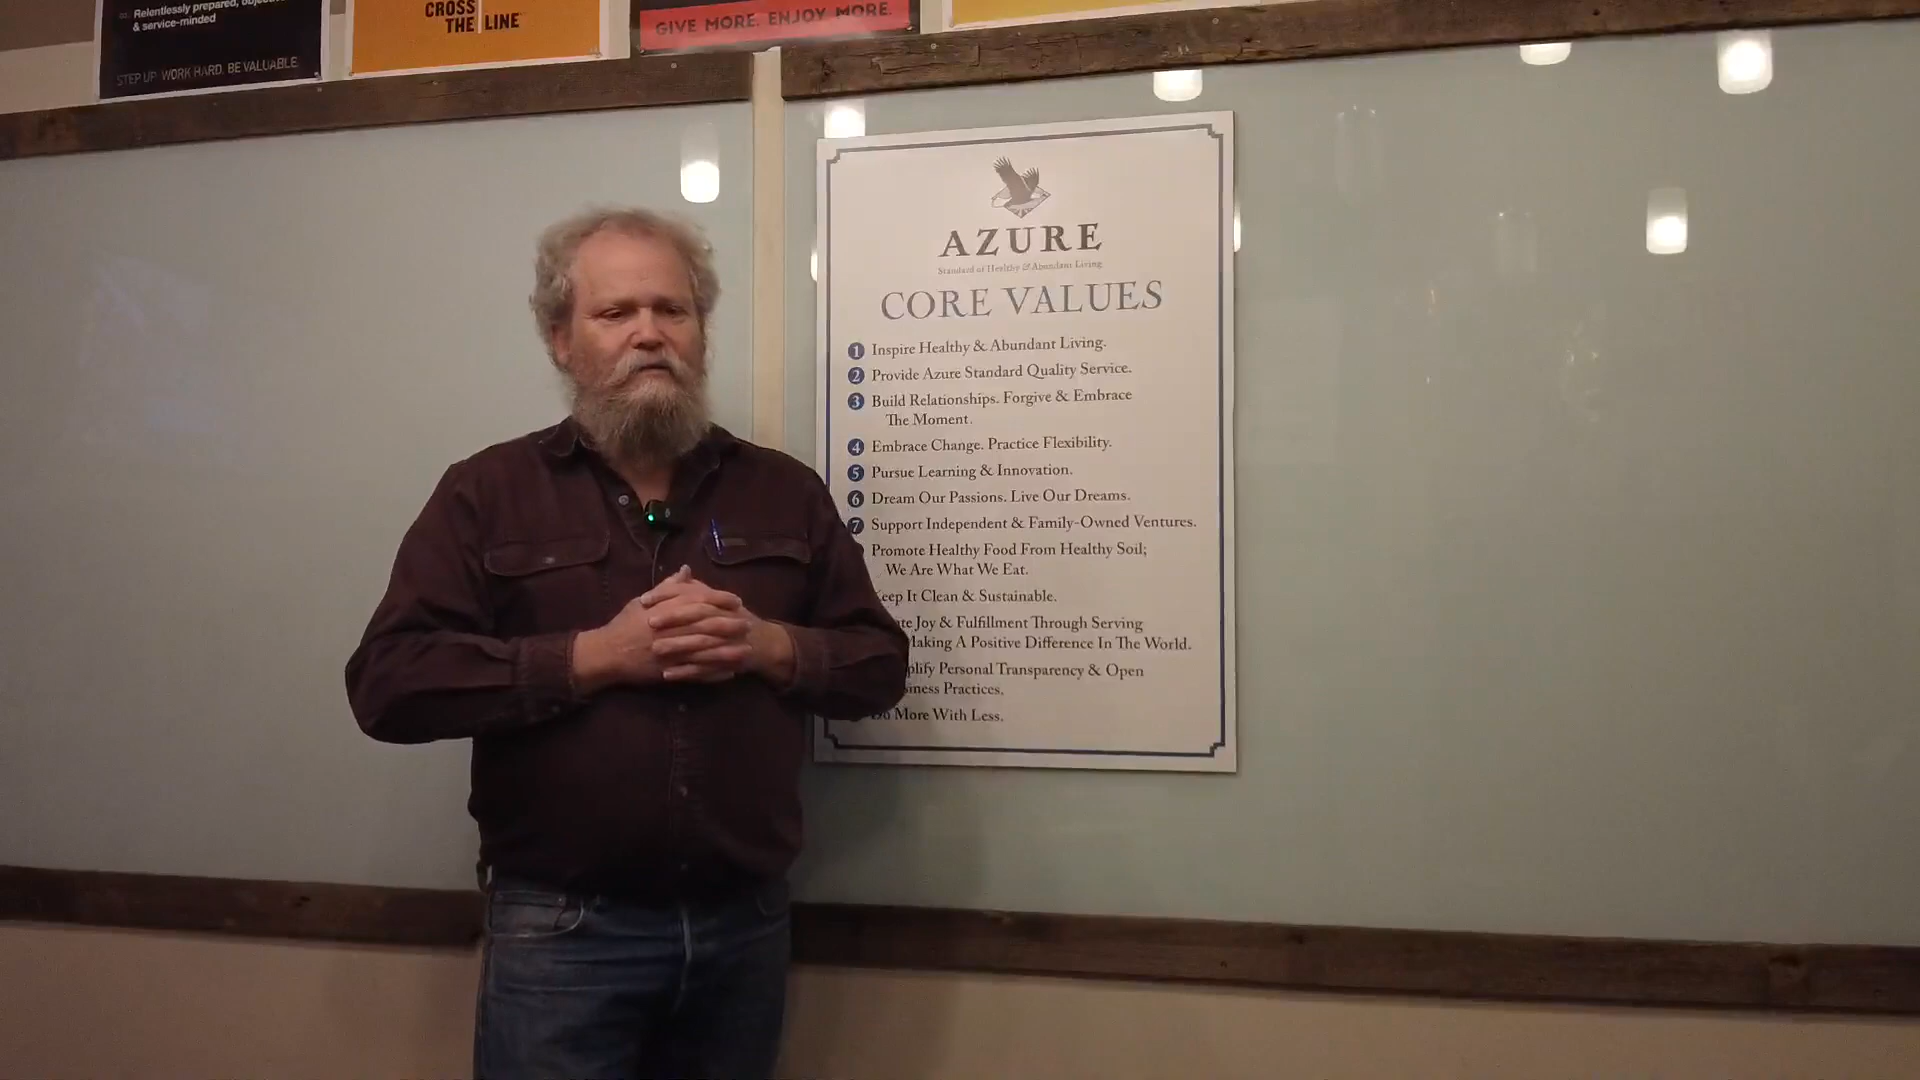 Relentlessly prepared,
& service-minded
STEP UP. WORK HARD. BE VALUABLE.
CROSS
THE LINE
GIVE MORE. ENJOY MORE.
AZURE
Standard of Healthy & Abundant Living
CORE VALUES
1 Inspire Healthy & Abundant Living.
2 Provide Azure Standard Quality Service.
3 Build Relationships. Forgive & Embrace
The Moment.
4 Embrace Change. Practice Flexibility.
5 Pursue Learning & Innovation.
6 Dream Our Passions. Live Our Dreams.
7 Support Independent & Family-Owned Ventures.
Promote Healthy Food From Healthy Soil;
We Are What We Eat.
Keep It Clean & Sustainable.
Joy & Fulfillment Through Serving
Making A Positive Difference In The World.
Personal Transparency & Open
Practices.
Do More With Less.